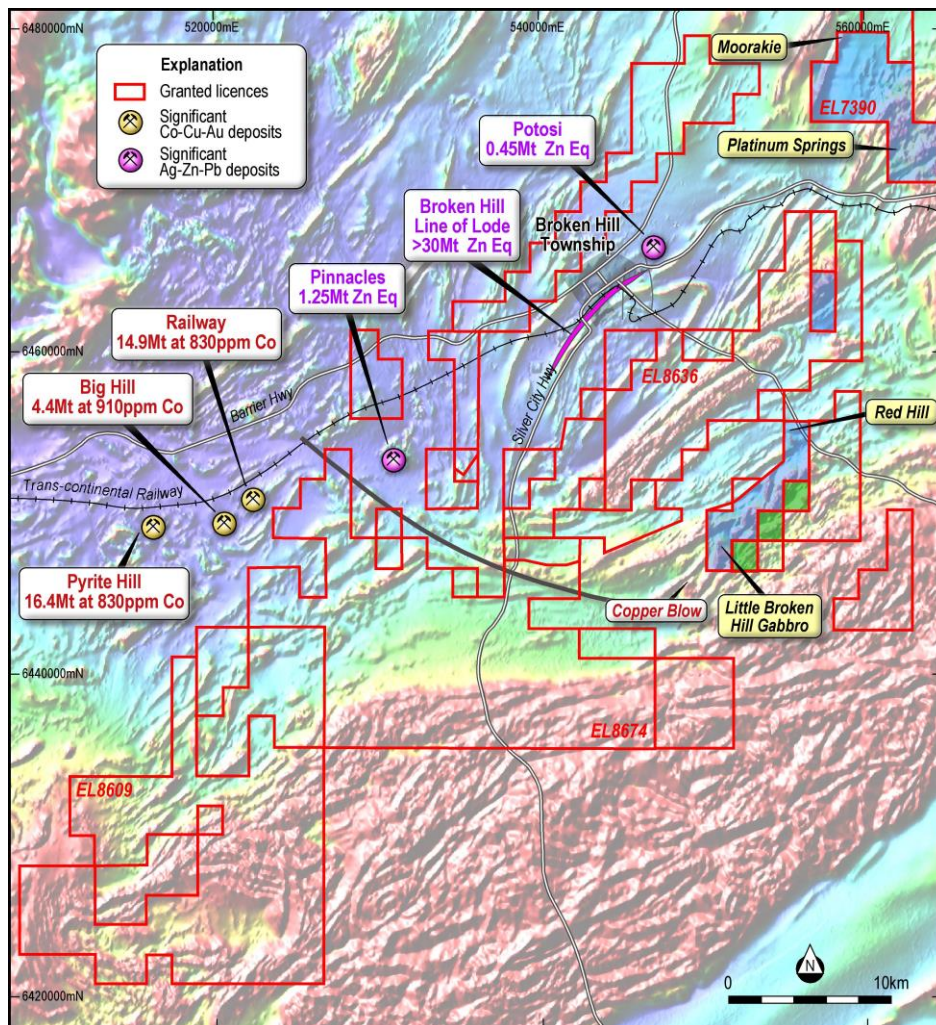 6480000mN
520000mE
540000mE
560000mE
Explanation
Granted licences
Significant
Co-Cu-Au deposits
Significant
Ag-Zn-Pb deposits
Moorakie
EL7390
Platinum Springs
Potosi
0.45Mt Zn Eq
Broken Hill
Line of Lode
>30Mt Zn Eq
Broken Hill
Township
Pinnacles
1.25Mt Zn Eq
Railway
14.9Mt at 830ppm Co
6460000mN
Big Hill
4.4Mt at 910ppm Co
Barrier Hwy
Silver City Hwy
EL8636
Red Hill
Trans-continental Railway
Pyrite Hill
16.4Mt at 830ppm Co
Copper Blow
Little Broken
Hill Gabbro
6440000mN
EL8674
EL8609
6420000mN
N
0
10km